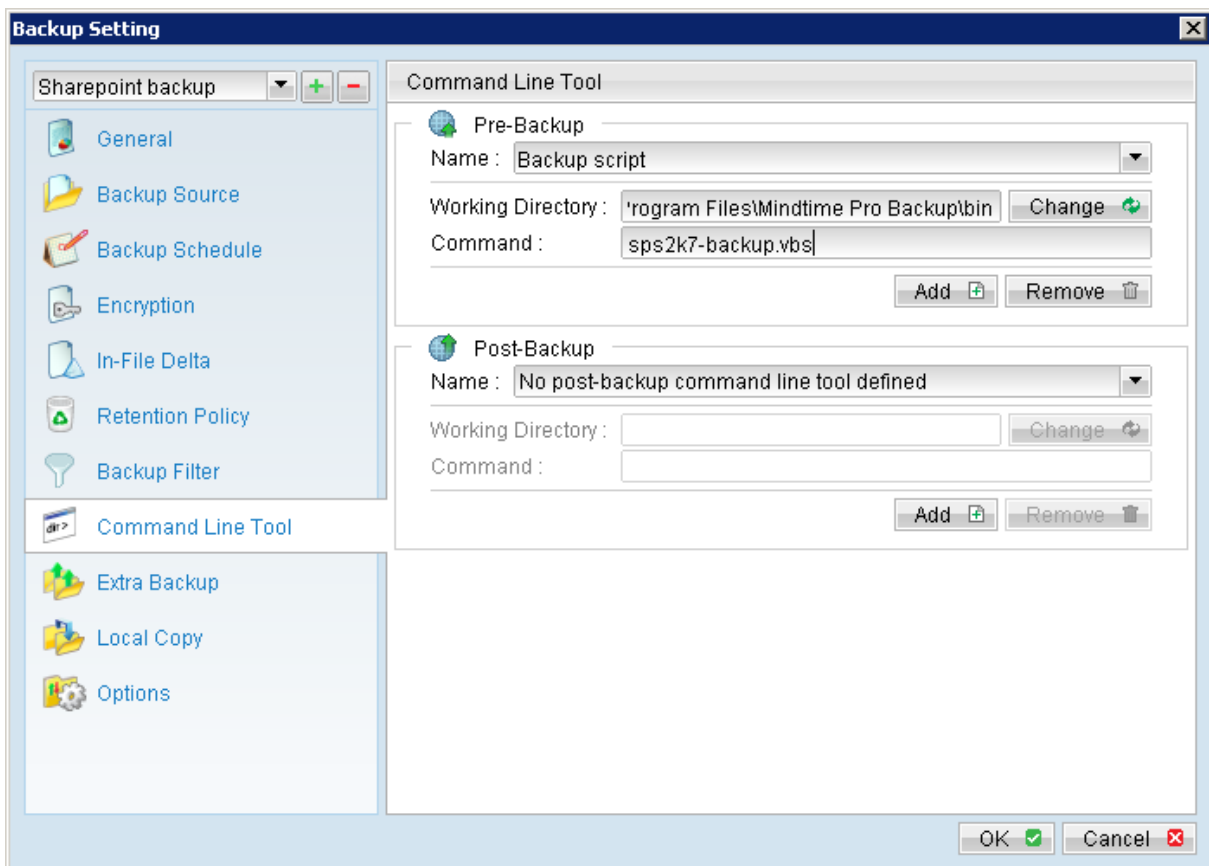 Backup Setting
Sharepoint backup
General
Backup Source
Backup Schedule
Encryption
In-File Delta
Retention Policy
Backup Filter
dir>
Command Line Tool
Extra Backup
Local Copy
Options
Command Line Tool
Pre-Backup
Name : Backup script
Working Directory : 'rogram Files\Mindtime Pro Backup\bin Change
Command : sps2k7-backup.vbs
Add Remove
Post-Backup
Name : No post-backup command line tool defined
Working Directory : Change
Command :
Add Remove
OK Cancel